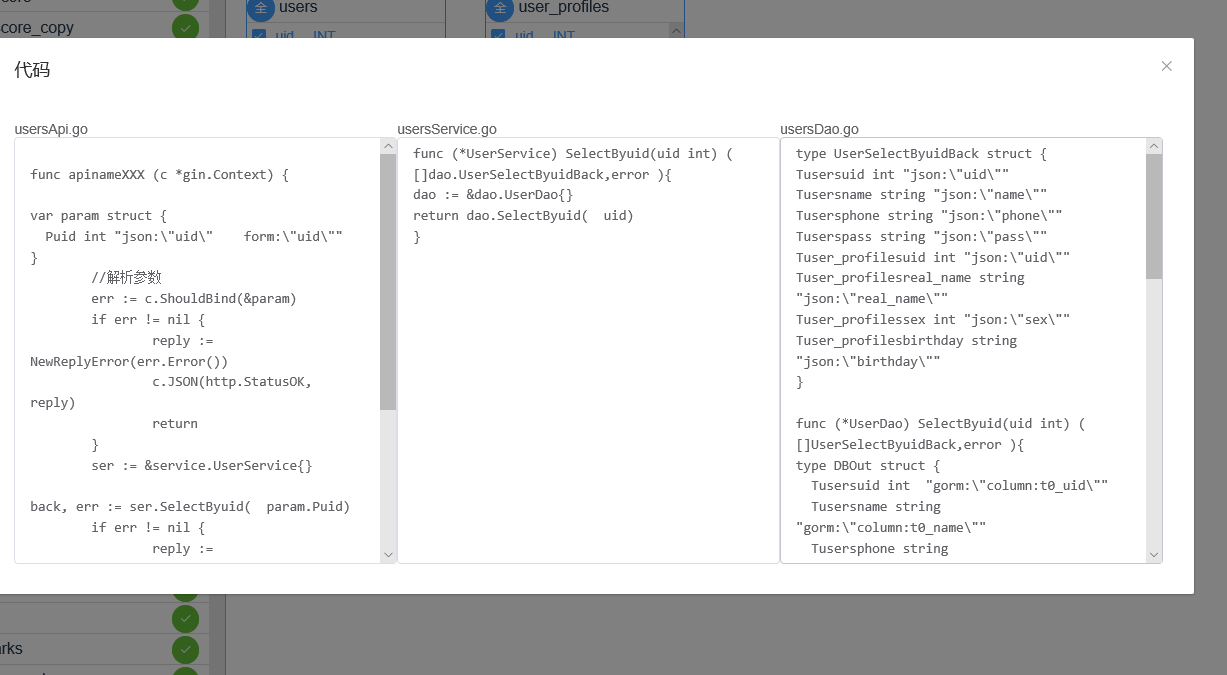 score
score_copy
全 users
uid INT
全 user_profiles
uid INT
代码
usersApi.go
func apinameXXX (c *gin.Context) {
var param struct {
  Puid int "json:\"uid\"    form:\"uid\""
}
        //解析参数
        err := c.ShouldBind(&param)
        if err != nil {
                reply :=
NewReplyError(err.Error())
                c.JSON(http.StatusOK,
reply)
                return
        }
        ser := &service.UserService{}
back, err := ser.SelectByuid(  param.Puid)
        if err != nil {
                reply :=
usersService.go
func (*UserService) SelectByuid(uid int) (
[]dao.UserSelectByuidBack,error ){
dao := &dao.UserDao{}
return dao.SelectByuid(  uid)
}
usersDao.go
type UserSelectByuidBack struct {
Tusersuid int "json:\"uid\""
Tusersname string "json:\"name\""
Tusersphone string "json:\"phone\""
Tuserspass string "json:\"pass\""
Tuser_profilesuid int "json:\"uid\""
Tuser_profilesreal_name string
"json:\"real_name\""
Tuser_profilessex int "json:\"sex\""
Tuser_profilesbirthday string
"json:\"birthday\""
}
func (*UserDao) SelectByuid(uid int) (
[]UserSelectByuidBack,error ){
type DBOut struct {
  Tusersuid int  "gorm:\"column:t0_uid\""
  Tusersname string
"gorm:\"column:t0_name\""
  Tusersphone string
rks